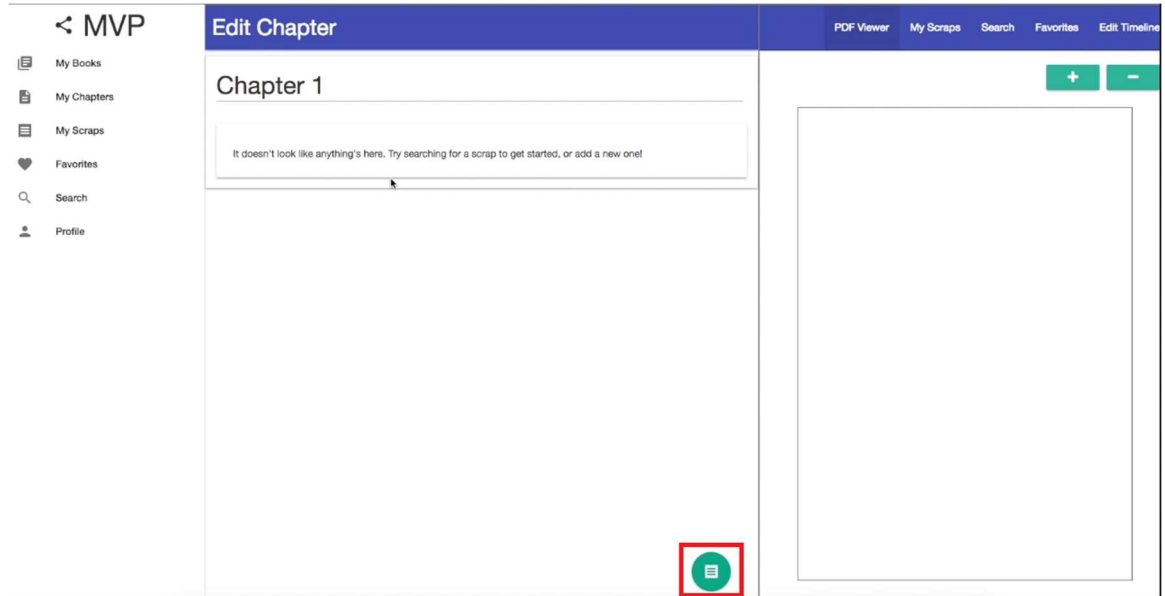 MVP
My Books
My Chapters
My Scraps
Favorites
Search
Profile
Edit Chapter
Chapter 1
It doesn't look like anything's here. Try searching for a scrap to get started, or add a new one!
PDF Viewer My Scraps Search Favorites Edit Timeline
+ −